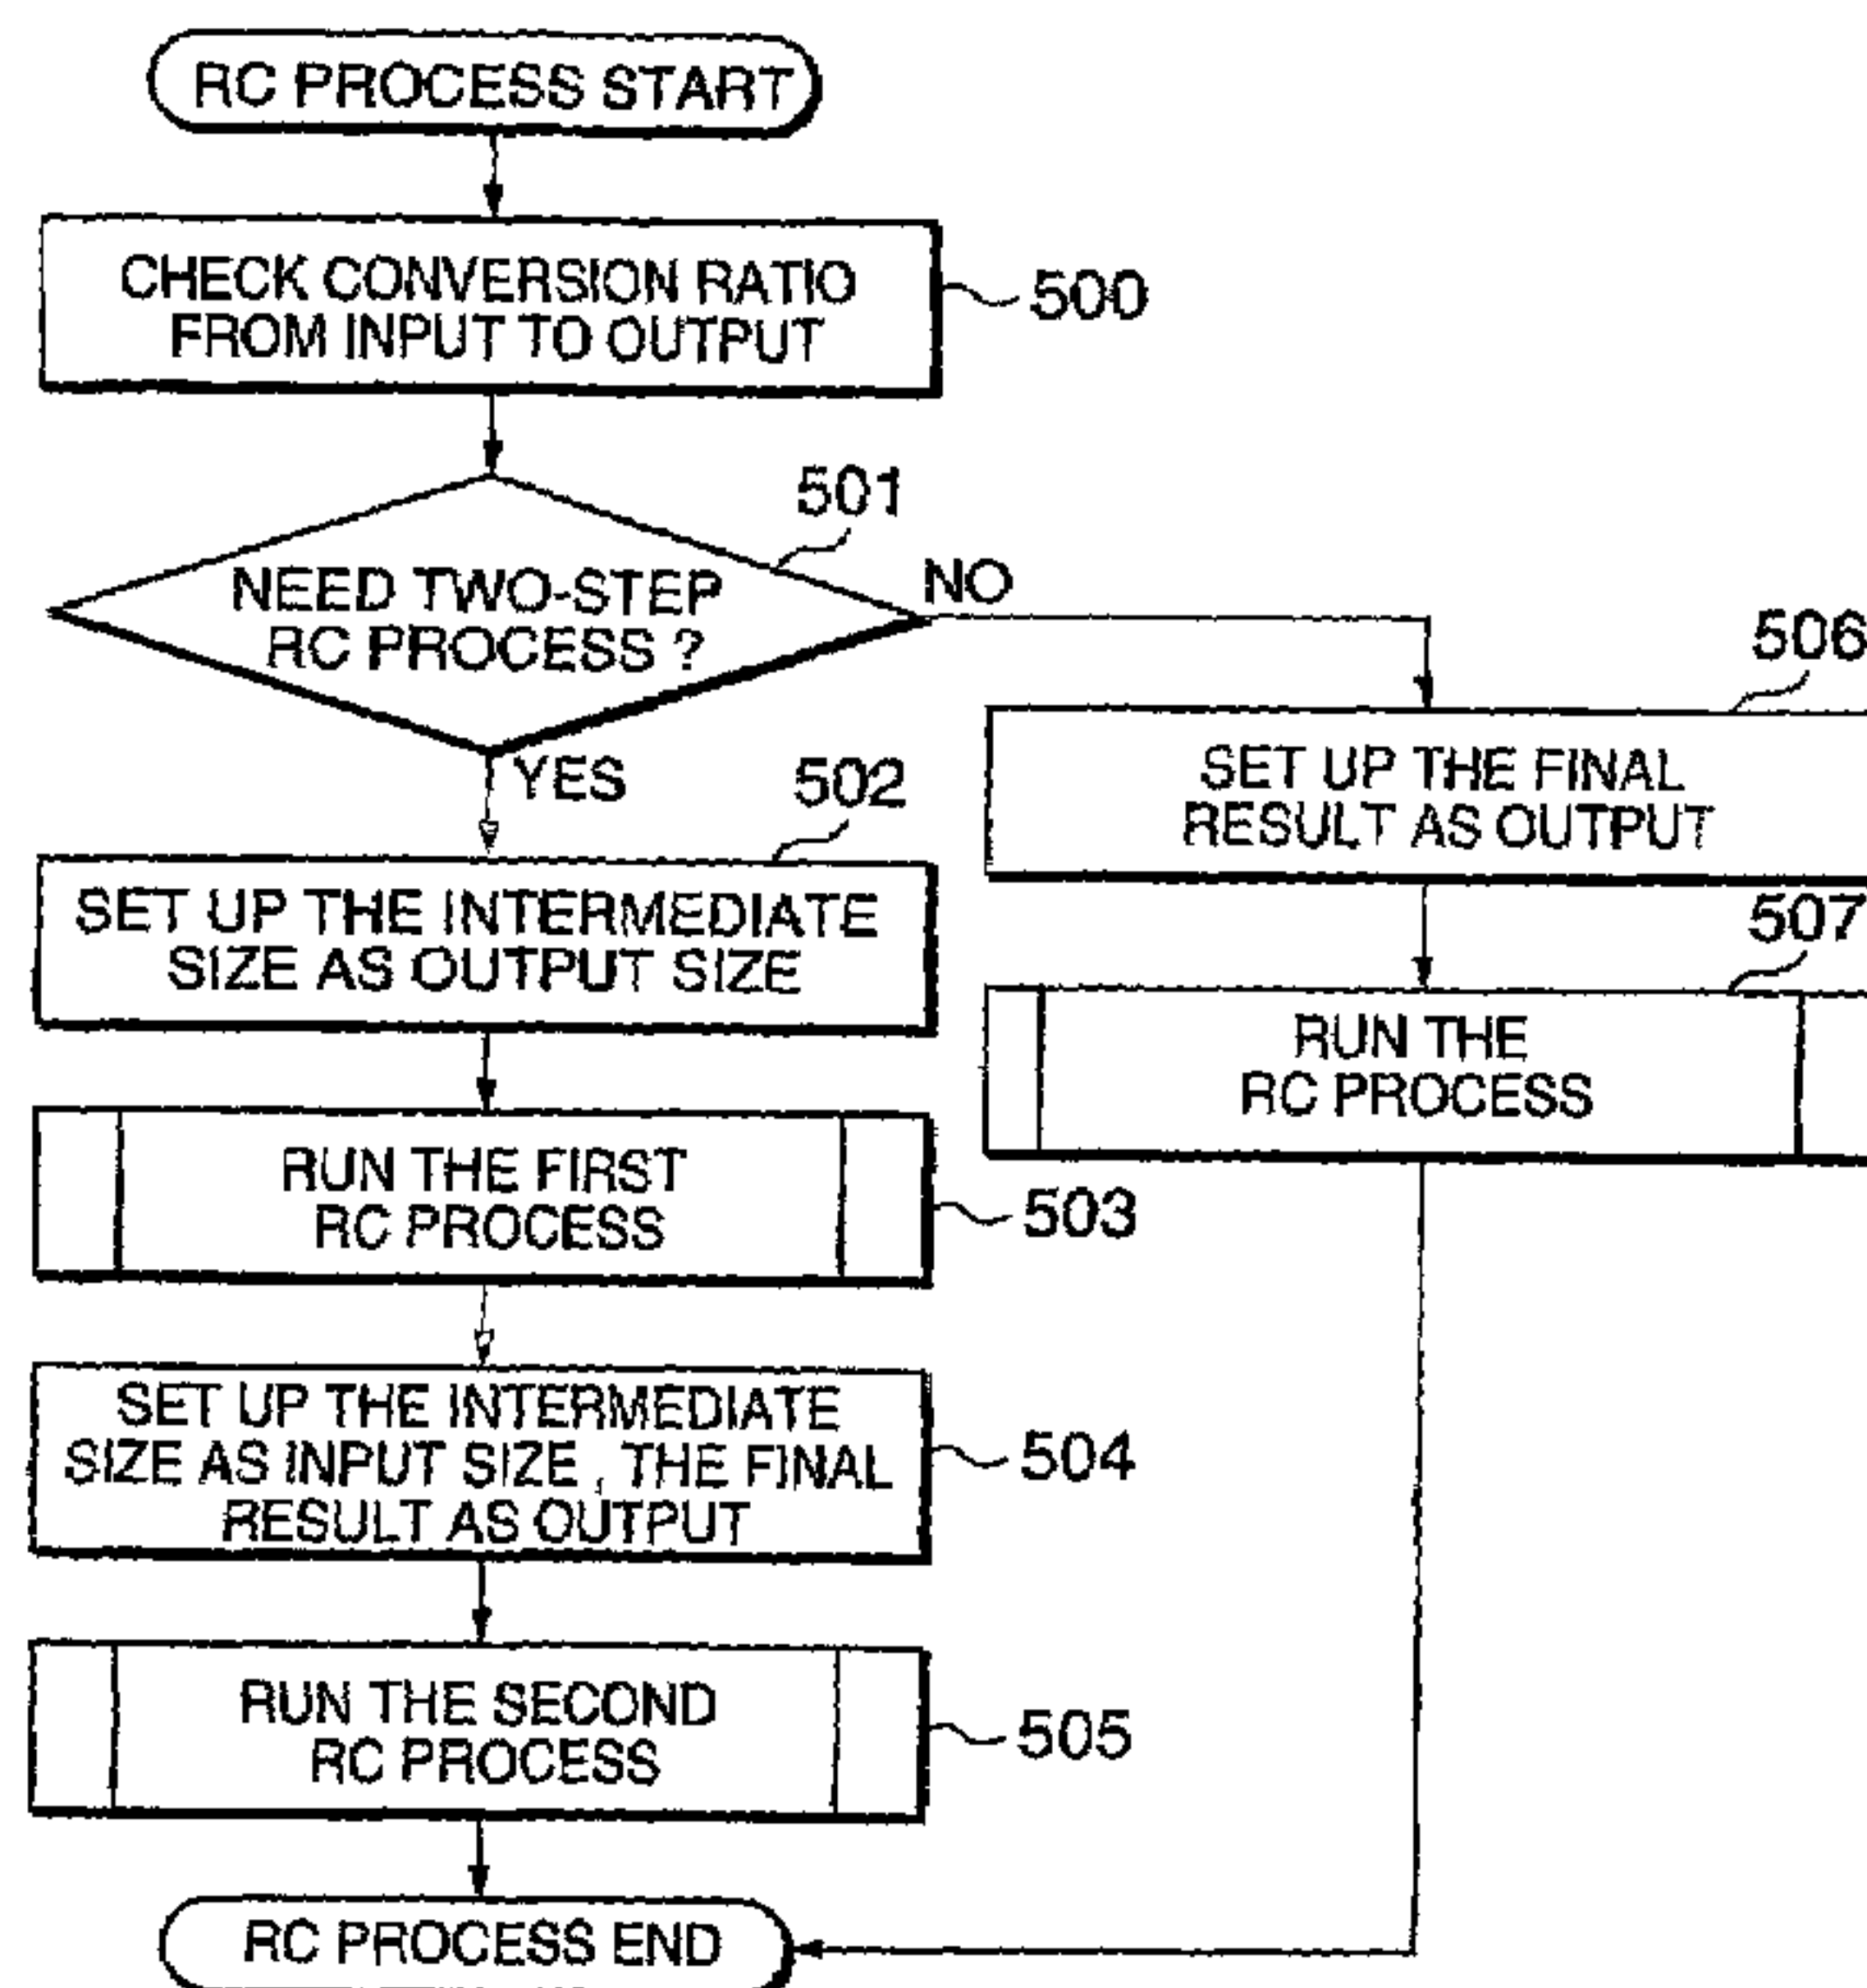 RC PROCESS START
CHECK CONVERSION RATIO
FROM INPUT TO OUTPUT
500
501
NEED TWO-STEP
RC PROCESS ?
NO
YES
506
SET UP THE FINAL
RESULT AS OUTPUT
502
SET UP THE INTERMEDIATE
SIZE AS OUTPUT SIZE
507
RUN THE
RC PROCESS
RUN THE FIRST
RC PROCESS
503
SET UP THE INTERMEDIATE
SIZE AS INPUT SIZE , THE FINAL
RESULT AS OUTPUT
504
RUN THE SECOND
RC PROCESS
505
RC PROCESS END